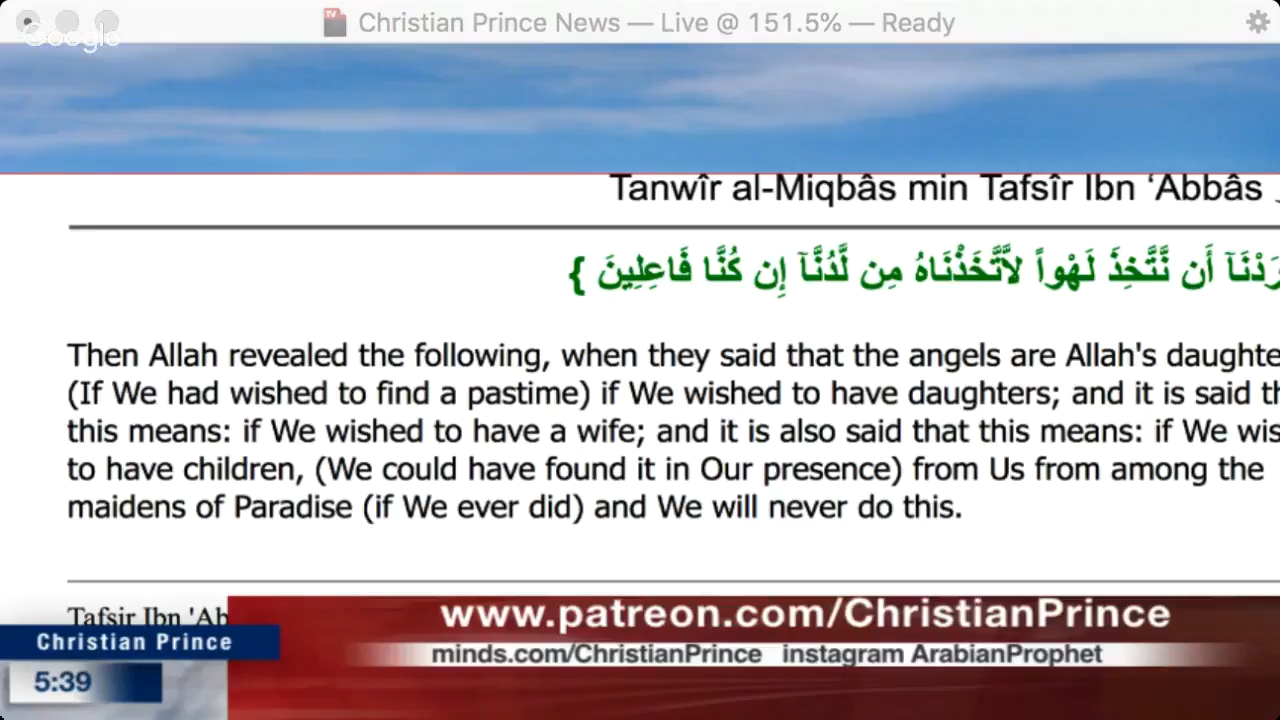 Christian Prince News — Live @ 151.5% — Ready
Google
Tanwîr al-Miqbâs min Tafsîr Ibn ‘Abbâs
أَن نَّتَّخِذَ لَهْواً لاَّتَّخَذْنَاهُ مِن لَّدُنَّآ إِن كُنَّا فَاعِلِينَ }
Then Allah revealed the following, when they said that the angels are Allah's
(If We had wished to find a pastime) if We wished to have daughters; and it is said
this means: if We wished to have a wife; and it is also said that this means: if We
to have children, (We could have found it in Our presence) from Us from among the
maidens of Paradise (if We ever did) and We will never do this.
Tafsir Ibn
www.patreon.com/ChristianPrince
Christian Prince
minds.com/ChristianPrince instagram ArabianProphet
5:39